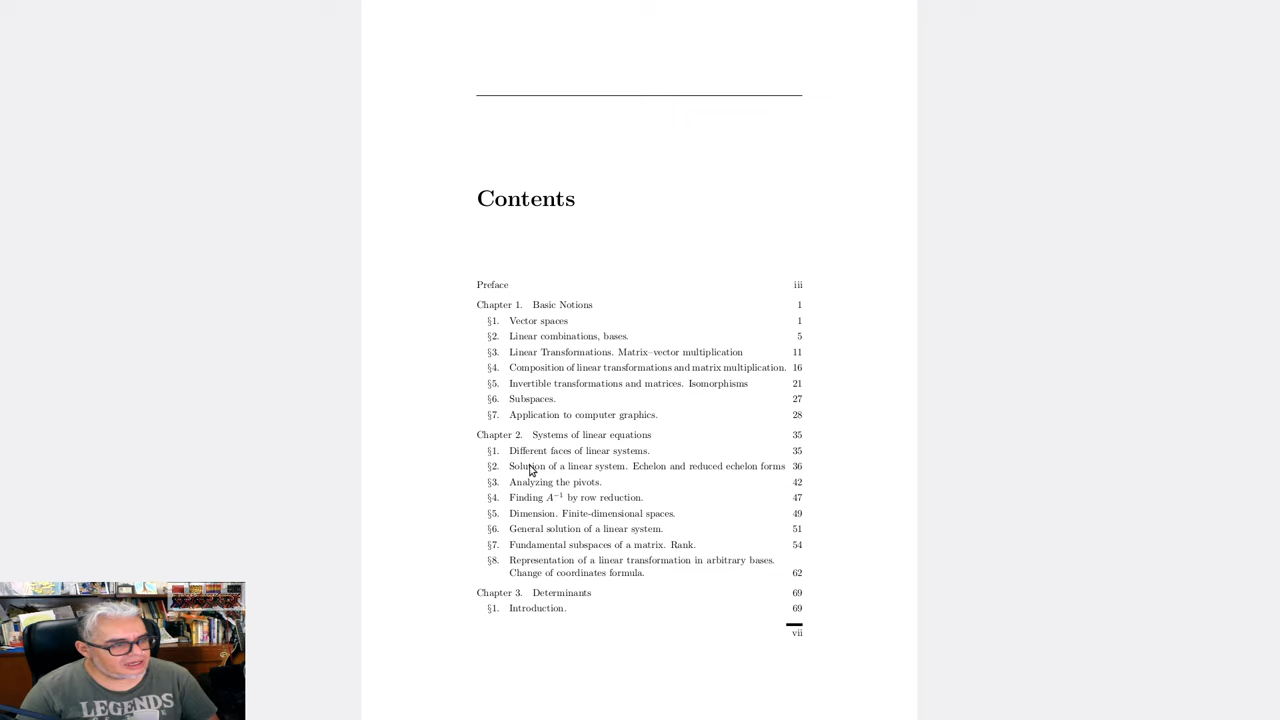 Contents
Preface iii
Chapter 1. Basic Notions 1
§1. Vector spaces 1
§2. Linear combinations, bases. 5
§3. Linear Transformations. Matrix–vector multiplication 11
§4. Composition of linear transformations and matrix multiplication. 16
§5. Invertible transformations and matrices. Isomorphisms 21
§6. Subspaces. 27
§7. Application to computer graphics. 28
Chapter 2. Systems of linear equations 35
§1. Different faces of linear systems. 35
§2. Solution of a linear system. Echelon and reduced echelon forms 36
§3. Analyzing the pivots. 42
§4. Finding A⁻¹ by row reduction. 47
§5. Dimension. Finite-dimensional spaces. 49
§6. General solution of a linear system. 51
§7. Fundamental subspaces of a matrix. Rank. 54
§8. Representation of a linear transformation in arbitrary bases.
Change of coordinates formula. 62
Chapter 3. Determinants 69
§1. Introduction. 69
vii
LEGENDS